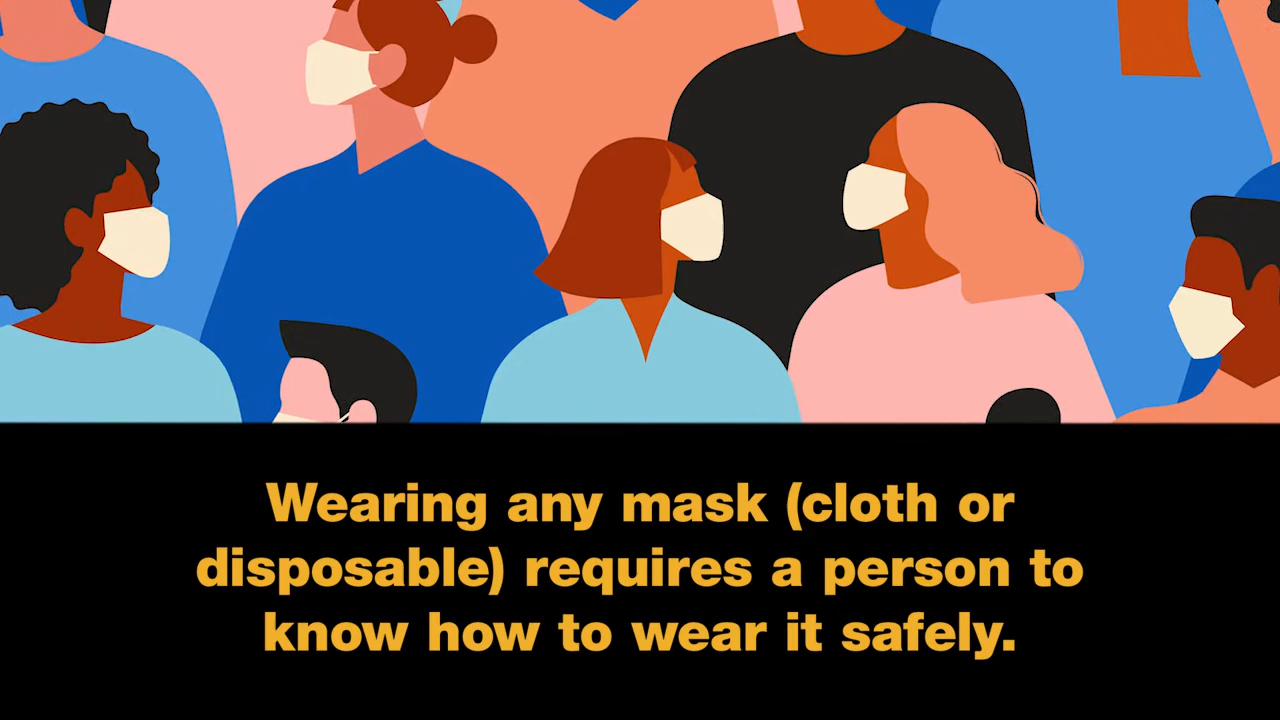 Wearing any mask (cloth or
disposable) requires a person to
know how to wear it safely.